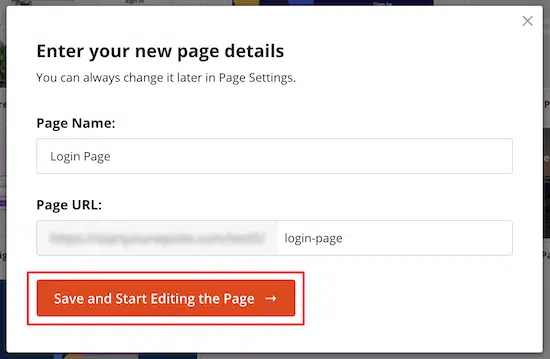 Enter your new page details
You can always change it later in Page Settings.
Page Name:
Login Page
Page URL:
login-page
Save and Start Editing the Page →